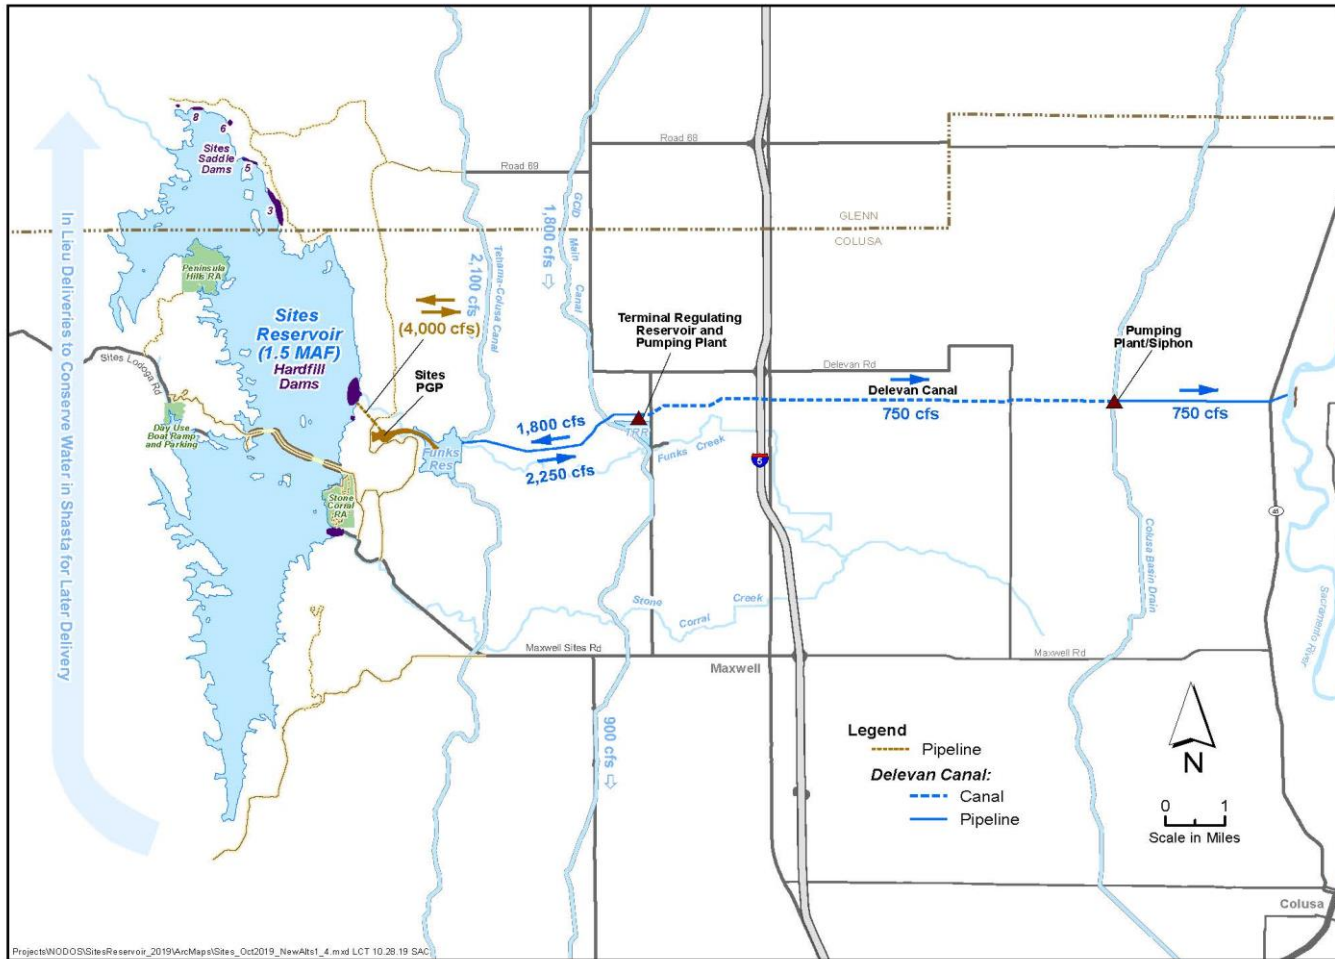 Road 68
Road 69
8
6
Sites
Saddle
Dams
5
3
GLENN
COLUSA
GCID Main Canal
1,800 cfs
Tehama-Colusa Canal
2,100 cfs
In Lieu Deliveries to Conserve Water in Shasta for Later Delivery
Peninsula
Hills RA
(4,000 cfs)
Sites
Reservoir
(1.5 MAF)
Hardfill
Dams
Sites
PGP
Terminal Regulating
Reservoir and
Pumping Plant
Pumping
Plant/Siphon
Sites Lodoga Rd
Delevan Rd
Delevan Canal
750 cfs
750 cfs
Day Use
Boat Ramp
and Parking
1,800 cfs
2,250 cfs
TRR
Funks
Res
Funks Creek
5
Stone
Corral
RA
45
Colusa Basin Drain
Sacramento River
Stone
Corral
Creek
Maxwell Sites Rd
Maxwell
Maxwell Rd
900 cfs
Legend
Pipeline
Delevan Canal:
Canal
Pipeline
N
0 1
Scale in Miles
Colusa
Projects\NODOS\SitesReservoir_2019\ArcMaps\Sites_Oct2019_NewAlts1_4.mxd LCT 10.28.19 SAC